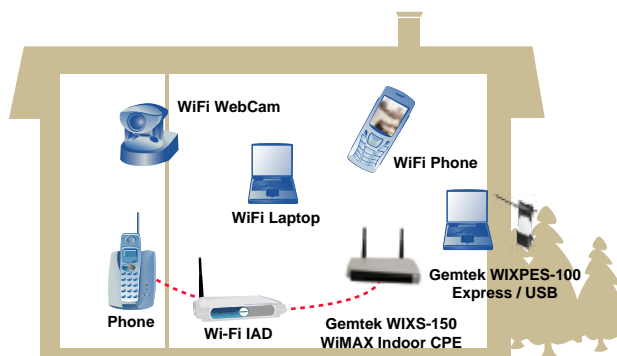 WiFi WebCam
WiFi Phone
WiFi Laptop
Gemtek WIXPES-100
Express / USB
Phone
Wi-Fi IAD
Gemtek WIXS-150
WiMAX Indoor CPE